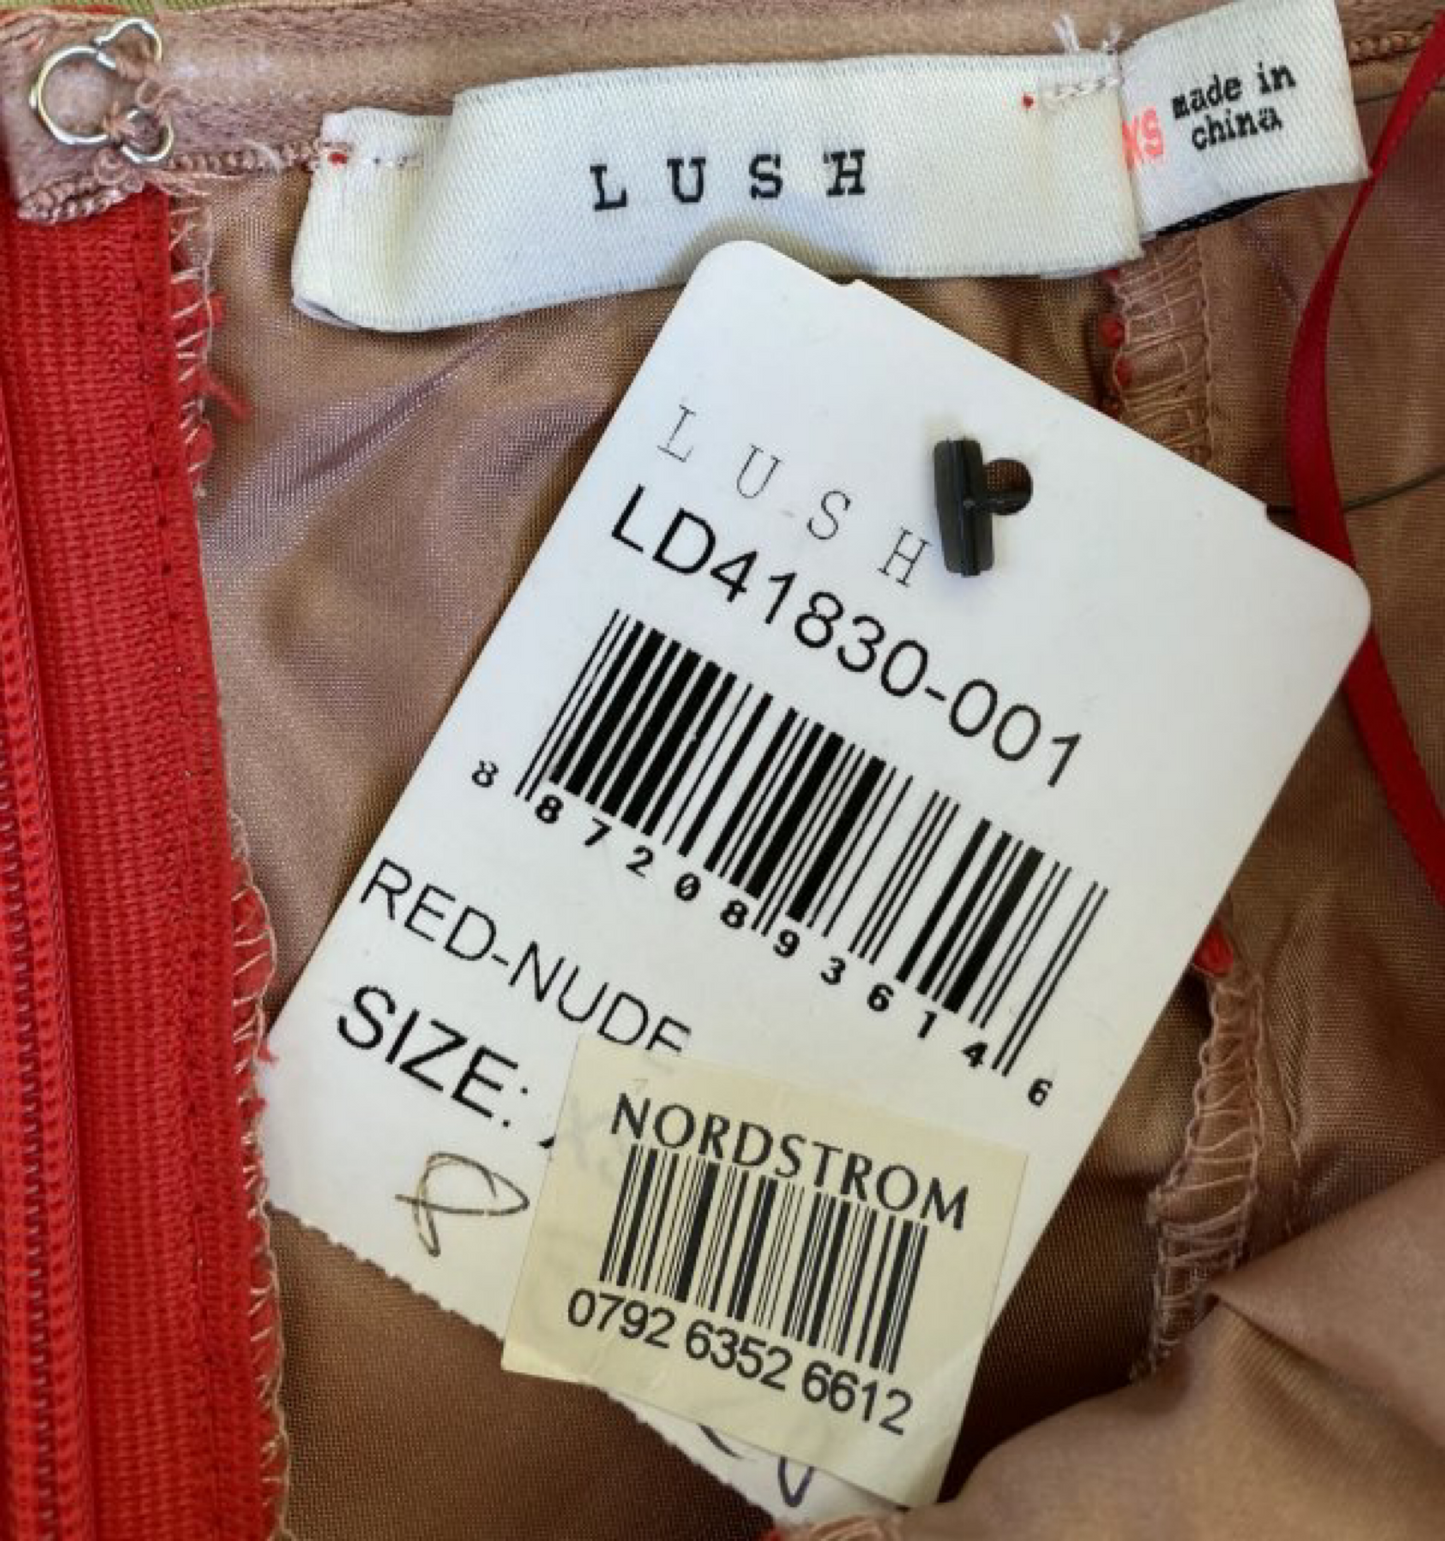 LUSH
XS
made in
china
LUSH
LD41830-001
8 87208 93614 6
RED-NUDE
SIZE:
NORDSTROM
0792 6352 6612